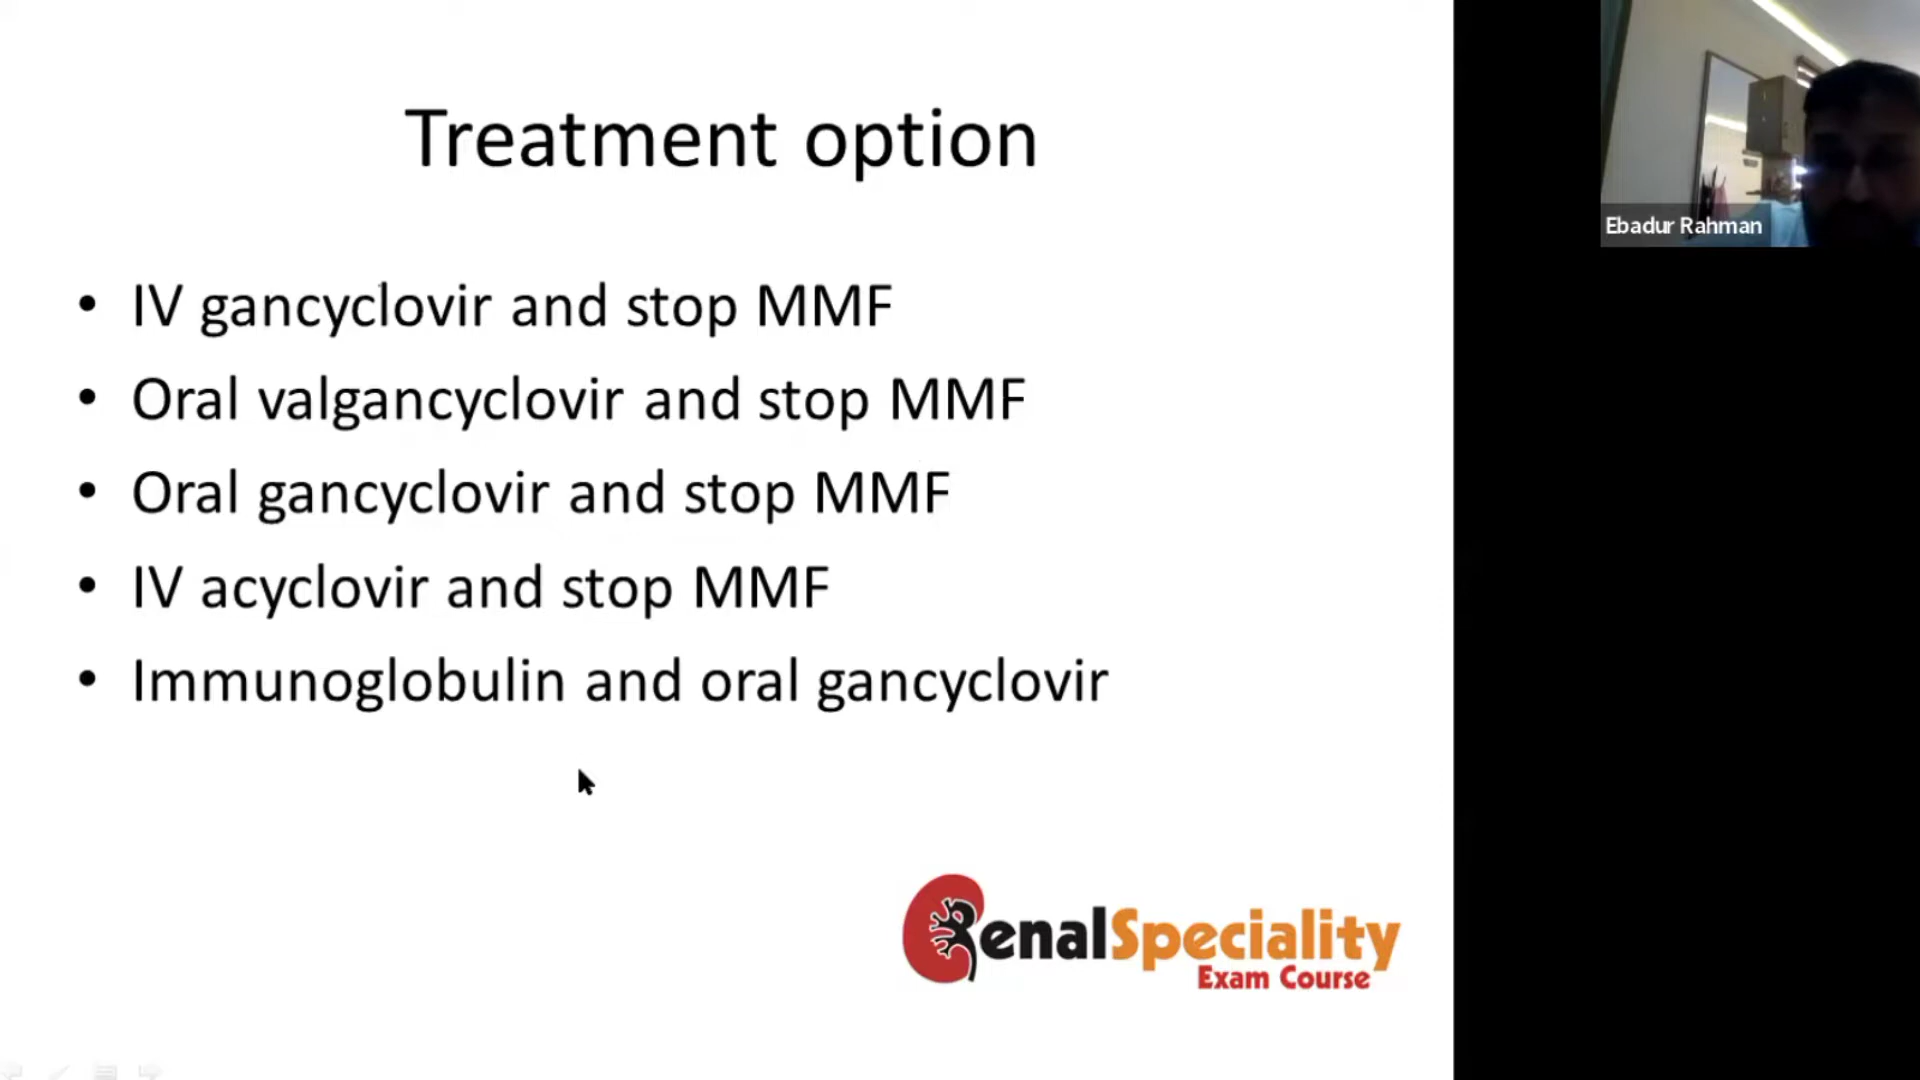 Treatment option
• IV gancyclovir and stop MMF
• Oral valgancyclovir and stop MMF
• Oral gancyclovir and stop MMF
• IV acyclovir and stop MMF
• Immunoglobulin and oral gancyclovir
RenalSpeciality
Exam Course
Ebadur Rahman